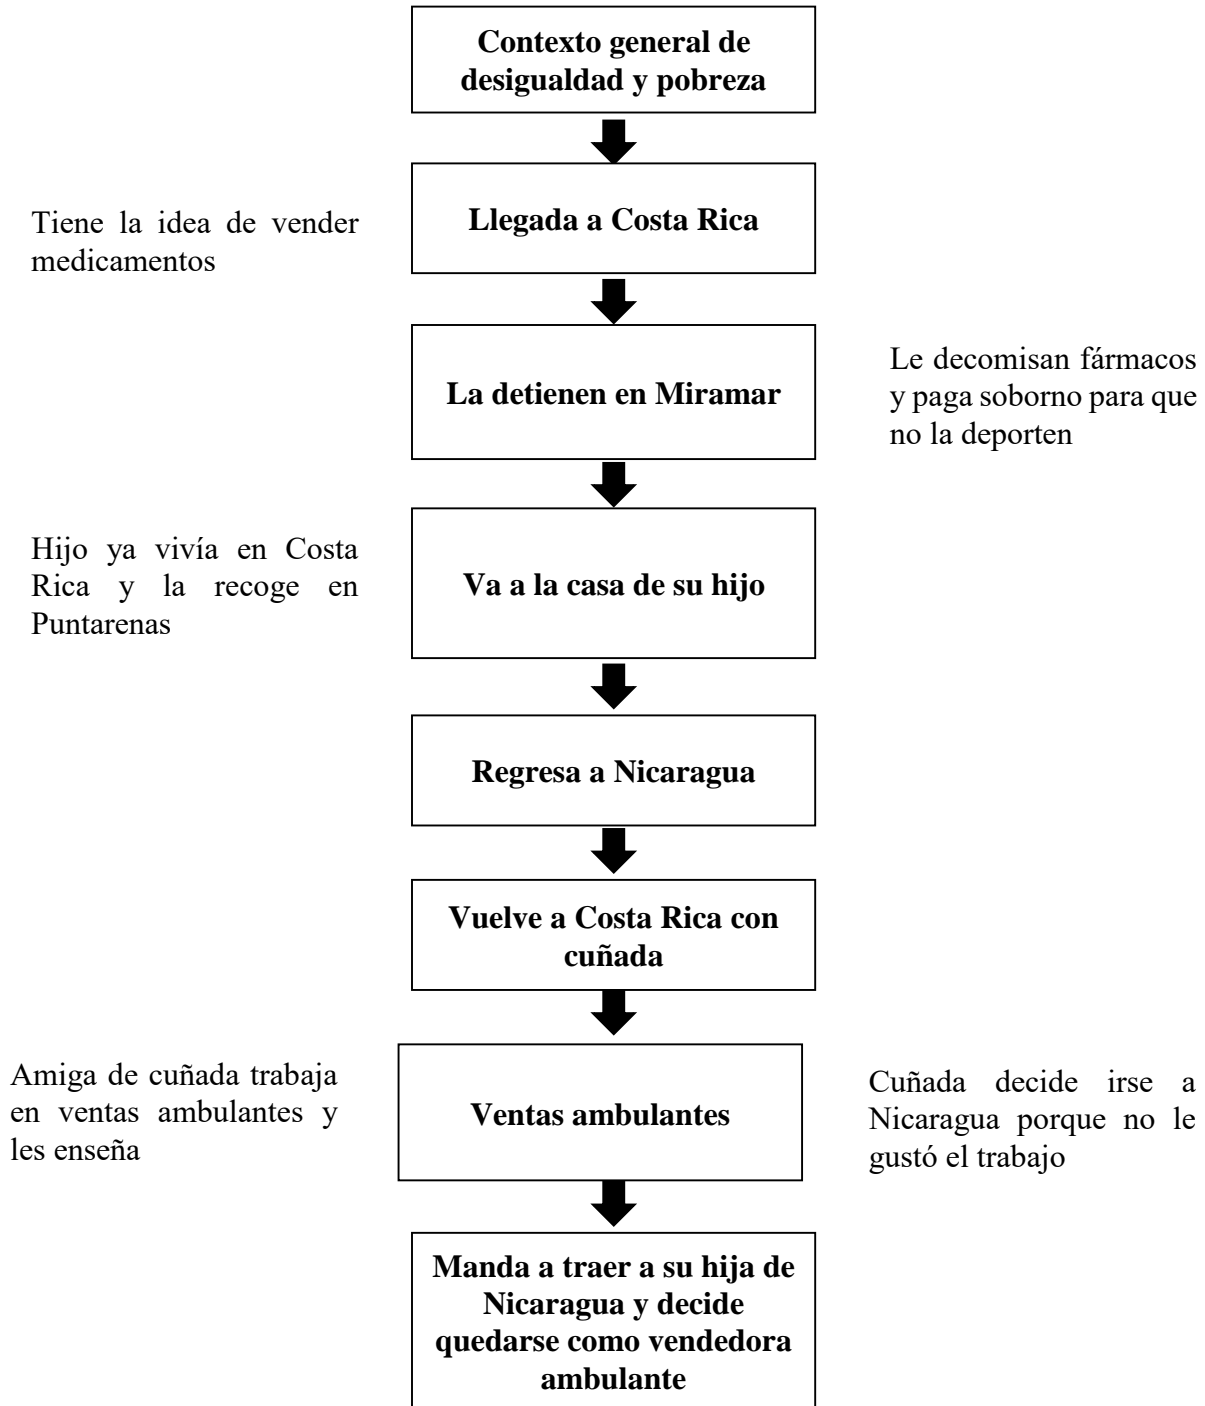 Contexto general de
desigualdad y pobreza
Tiene la idea de vender
medicamentos
Llegada a Costa Rica
La detienen en Miramar
Le decomisan fármacos
y paga soborno para que
no la deporten
Hijo ya vivía en Costa
Rica y la recoge en
Puntarenas
Va a la casa de su hijo
Regresa a Nicaragua
Vuelve a Costa Rica con
cuñada
Amiga de cuñada trabaja
en ventas ambulantes y
les enseña
Ventas ambulantes
Cuñada decide irse a
Nicaragua porque no le
gustó el trabajo
Manda a traer a su hija de
Nicaragua y decide
quedarse como vendedora
ambulante